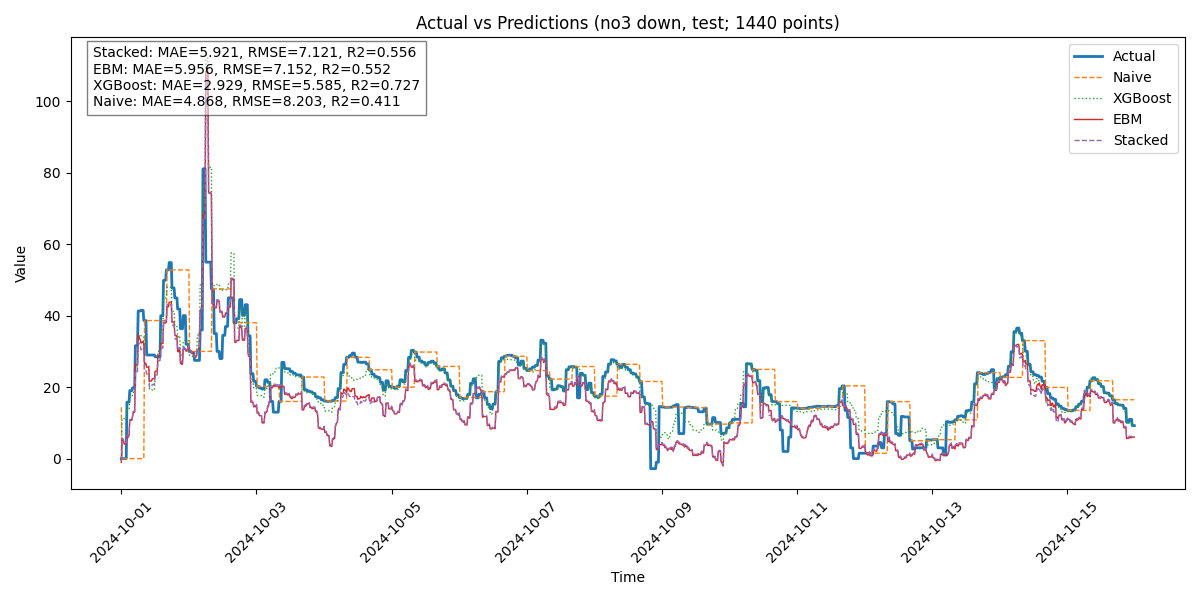 Actual vs Predictions (no3 down, test; 1440 points)
Stacked: MAE=5.921, RMSE=7.121, R2=0.556
EBM: MAE=5.956, RMSE=7.152, R2=0.552
XGBoost: MAE=2.929, RMSE=5.585, R2=0.727
Naive: MAE=4.868, RMSE=8.203, R2=0.411
Actual
Naive
XGBoost
EBM
Stacked
Value
100
80
60
40
20
0
2024-10-01
2024-10-03
2024-10-05
2024-10-07
2024-10-09
2024-10-11
2024-10-13
2024-10-15
Time